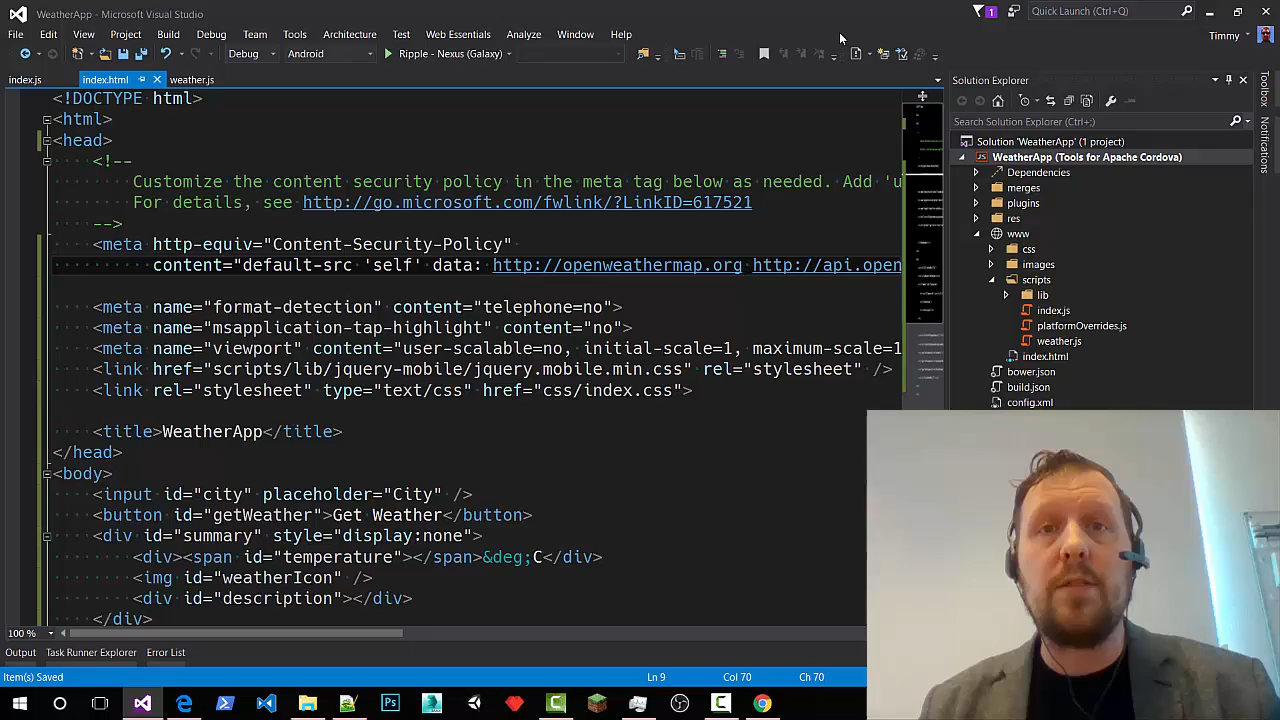 WeatherApp - Microsoft Visual Studio
1
Quick Launch (Ctrl+Q)
File Edit View Project Build Debug Team Tools Architecture Test Web Essentials Analyze Window Help
Timmy
Debug Android Ripple - Nexus (Galaxy)
index.js index.html weather.js
<!DOCTYPE html>
<html>
<head>
<!--
Customize the content security policy in the meta tag below as needed. Add 'u
For details, see http://go.microsoft.com/fwlink/?LinkID=617521
-->
<meta http-equiv="Content-Security-Policy"
content="default-src 'self' data: http://openweathermap.org http://api.open
<meta name="format-detection" content="telephone=no">
<meta name="msapplication-tap-highlight" content="no">
<meta name="viewport" content="user-scalable=no, initial-scale=1, maximum-scale=1
<link href="scripts/lib/jquery-mobile/jquery.mobile.min.css" rel="stylesheet" />
<link rel="stylesheet" type="text/css" href="css/index.css">
<title>WeatherApp</title>
</head>
<body>
<input id="city" placeholder="City" />
<button id="getWeather">Get Weather</button>
<div id="summary" style="display:none">
<div><span id="temperature"></span>&deg;C</div>
<img id="weatherIcon" />
<div id="description"></div>
</div>
100 %
Solution Explorer
Search Solution Explorer (Ctrl+;)
Solution 'WeatherApp' (1 project)
WeatherApp (Tools for Apache Cordova)
Dependencies
merges
plugins
res
www
css
images
scripts
lib
index.js
platformOverrides.js
weather.js
index.html
bower.json
build.json
config.xml
Toolbox
Notifications
Output Task Runner Explorer Error List
Item(s) Saved Ln 9 Col 70 Ch 70